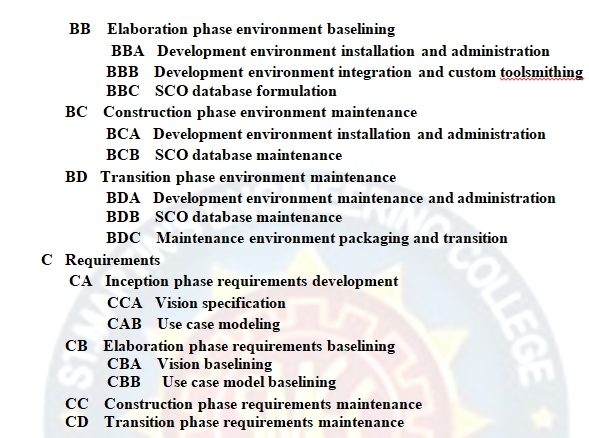 BB Elaboration phase environment baselining
BBA Development environment installation and administration
BBB Development environment integration and custom toolsmithing
BBC SCO database formulation
BC Construction phase environment maintenance
BCA Development environment installation and administration
BCB SCO database maintenance
BD Transition phase environment maintenance
BDA Development environment maintenance and administration
BDB SCO database maintenance
BDC Maintenance environment packaging and transition
C Requirements
CA Inception phase requirements development
CCA Vision specification
CAB Use case modeling
CB Elaboration phase requirements baselining
CBA Vision baselining
CBB Use case model baselining
CC Construction phase requirements maintenance
CD Transition phase requirements maintenance
ST. MARTIN'S ENGINEERING COLLEGE